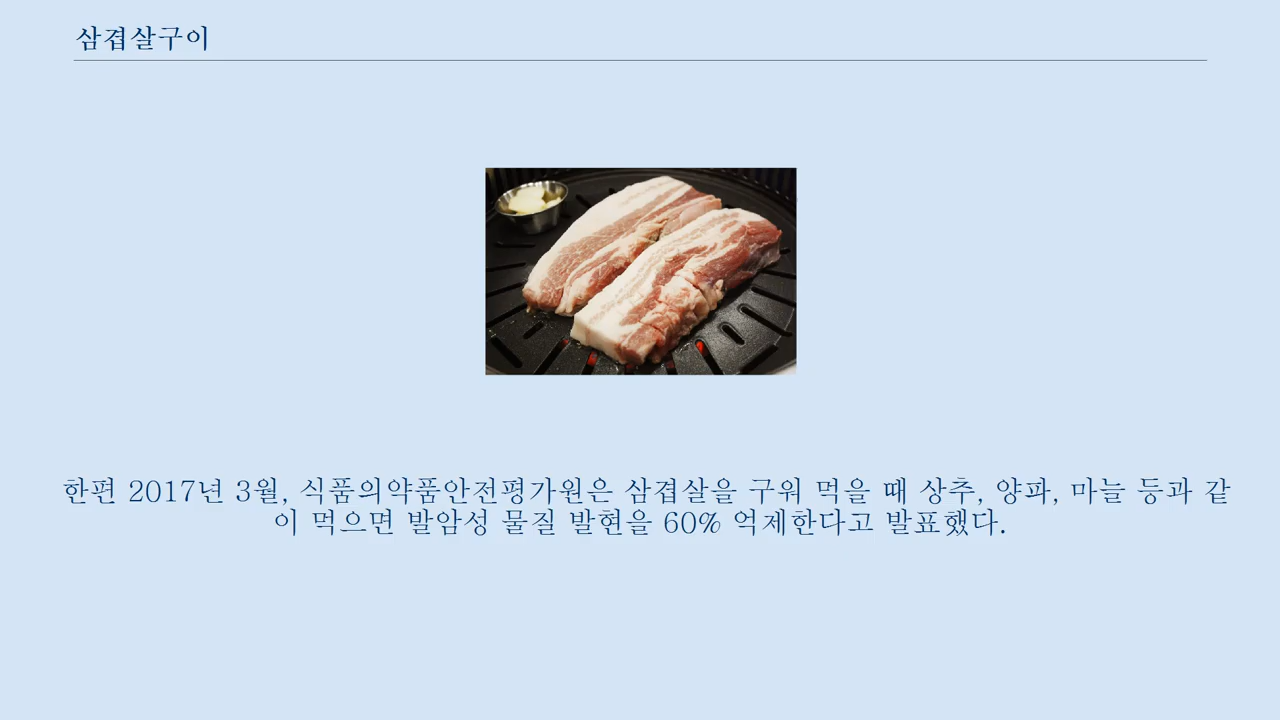 삼겹살구이
한편 2017년 3월, 식품의약품안전평가원은 삼겹살을 구워 먹을 때 상추, 양파, 마늘 등과 같
이 먹으면 발암성 물질 발현을 60% 억제한다고 발표했다.